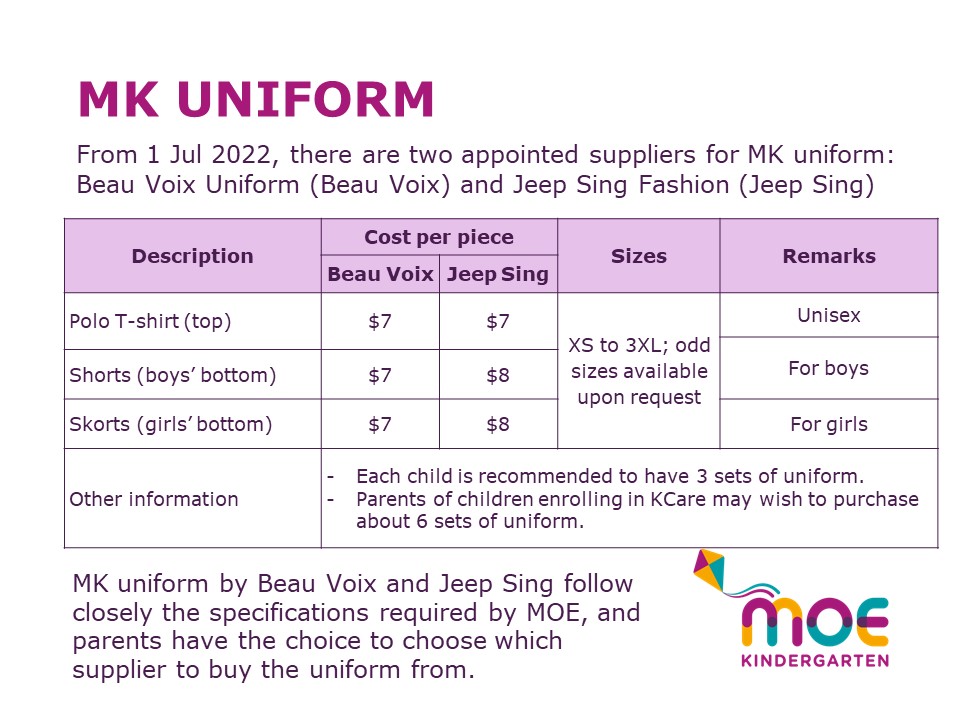 MK UNIFORM
From 1 Jul 2022, there are two appointed suppliers for MK uniform:
Beau Voix Uniform (Beau Voix) and Jeep Sing Fashion (Jeep Sing)
Description
Cost per piece
Sizes
Remarks
Beau Voix
Jeep Sing
Polo T-shirt (top)
$7
$7
XS to 3XL; odd
sizes available
upon request
Unisex
Shorts (boys’ bottom)
$7
$8
For boys
Skorts (girls’ bottom)
$7
$8
For girls
Other information
- Each child is recommended to have 3 sets of uniform.
- Parents of children enrolling in KCare may wish to purchase
about 6 sets of uniform.
MK uniform by Beau Voix and Jeep Sing follow
closely the specifications required by MOE, and
parents have the choice to choose which
supplier to buy the uniform from.
moe
KINDERGARTEN